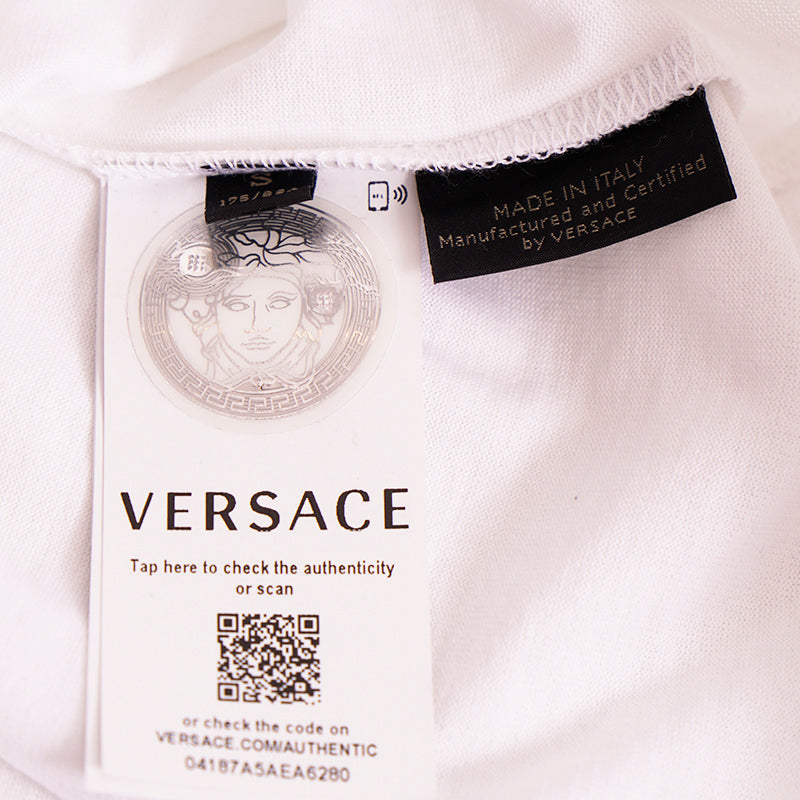 S
MADE IN ITALY
Manufactured and Certified
by VERSACE
VERSACE
Tap here to check the authenticity
or scan
or check the code on
VERSACE.COM/AUTHENTIC
04187A5AEA6280